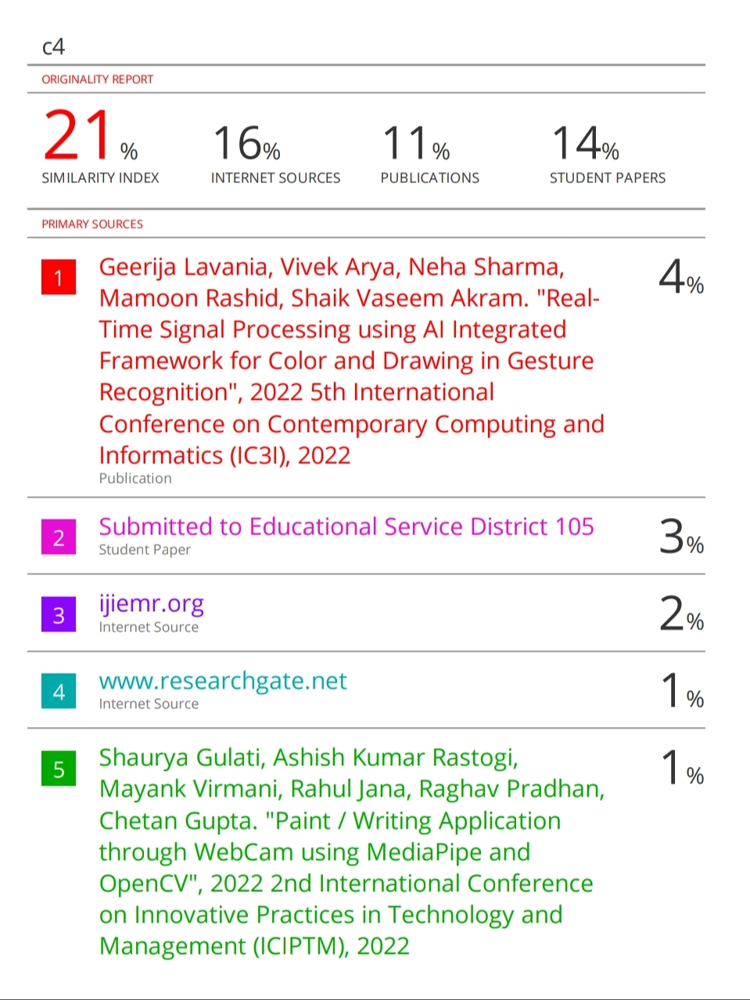 c4
ORIGINALITY REPORT
21%
16%
11%
14%
SIMILARITY INDEX
INTERNET SOURCES
PUBLICATIONS
STUDENT PAPERS
PRIMARY SOURCES
1
Geerija Lavania, Vivek Arya, Neha Sharma,
Mamoon Rashid, Shaik Vaseem Akram. "Real-
Time Signal Processing using AI Integrated
Framework for Color and Drawing in Gesture
Recognition", 2022 5th International
Conference on Contemporary Computing and
Informatics (IC3I), 2022
Publication
4%
2
Submitted to Educational Service District 105
Student Paper
3%
3
ijiemr.org
Internet Source
2%
4
www.researchgate.net
Internet Source
1%
5
Shaurya Gulati, Ashish Kumar Rastogi,
Mayank Virmani, Rahul Jana, Raghav Pradhan,
Chetan Gupta. "Paint / Writing Application
through WebCam using MediaPipe and
OpenCV", 2022 2nd International Conference
on Innovative Practices in Technology and
Management (ICIPTM), 2022
1%